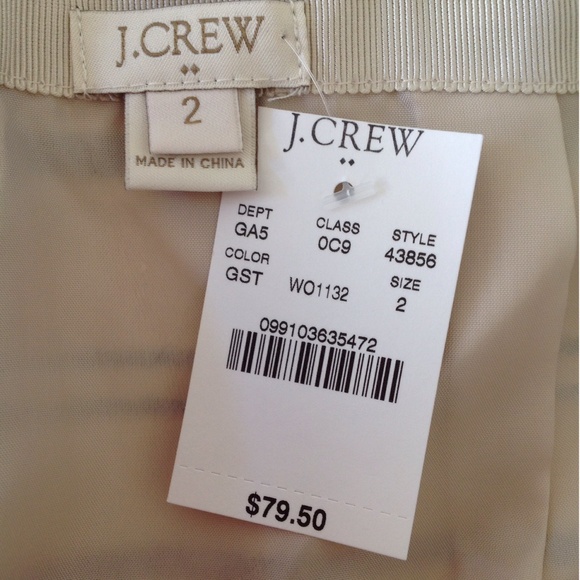 J.CREW
2
MADE IN CHINA
J.CREW
DEPT CLASS STYLE
GA5 0C9 43856
COLOR SIZE
GST WO1132 2
099103635472
$79.50